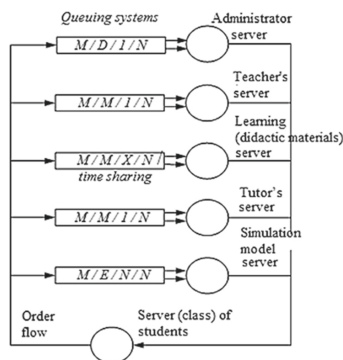 Queuing systems
Administrator
server
M / D / 1 / N
Teacher's
server
M / M / 1 / N
Learning
(didactic materials)
server
M / M / X / N /
time sharing
Tutor's
server
M / M / 1 / N
Simulation
model
server
M / E / N / N
Order
flow
Server (class) of
students